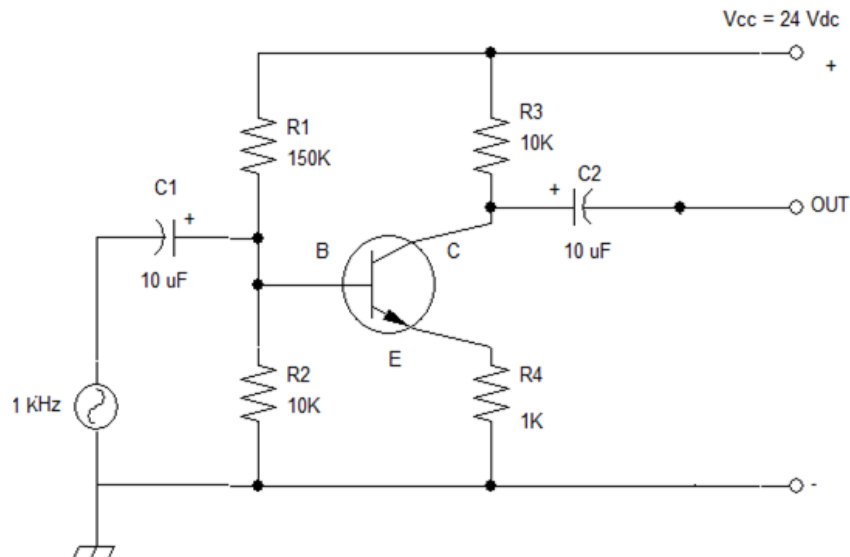 Vcc = 24 Vdc
+
R1
150K
R3
10K
C1
+
10 uF
+
C2
10 uF
OUT
B
C
E
R2
10K
R4
1K
1 KHz
-